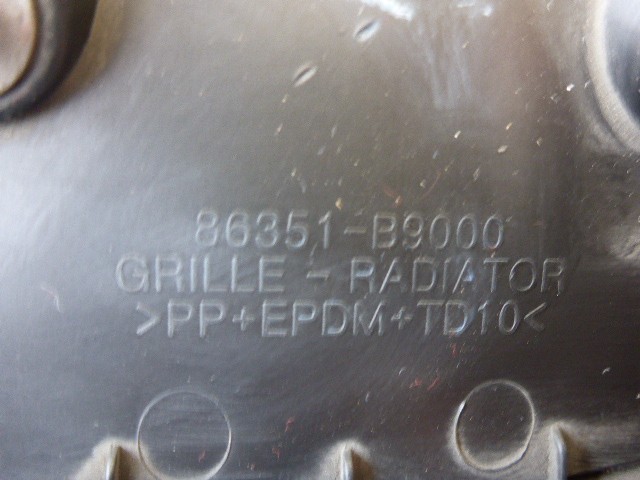 86351-B9000
GRILLE - RADIATOR
>PP+EPDM+TD10<